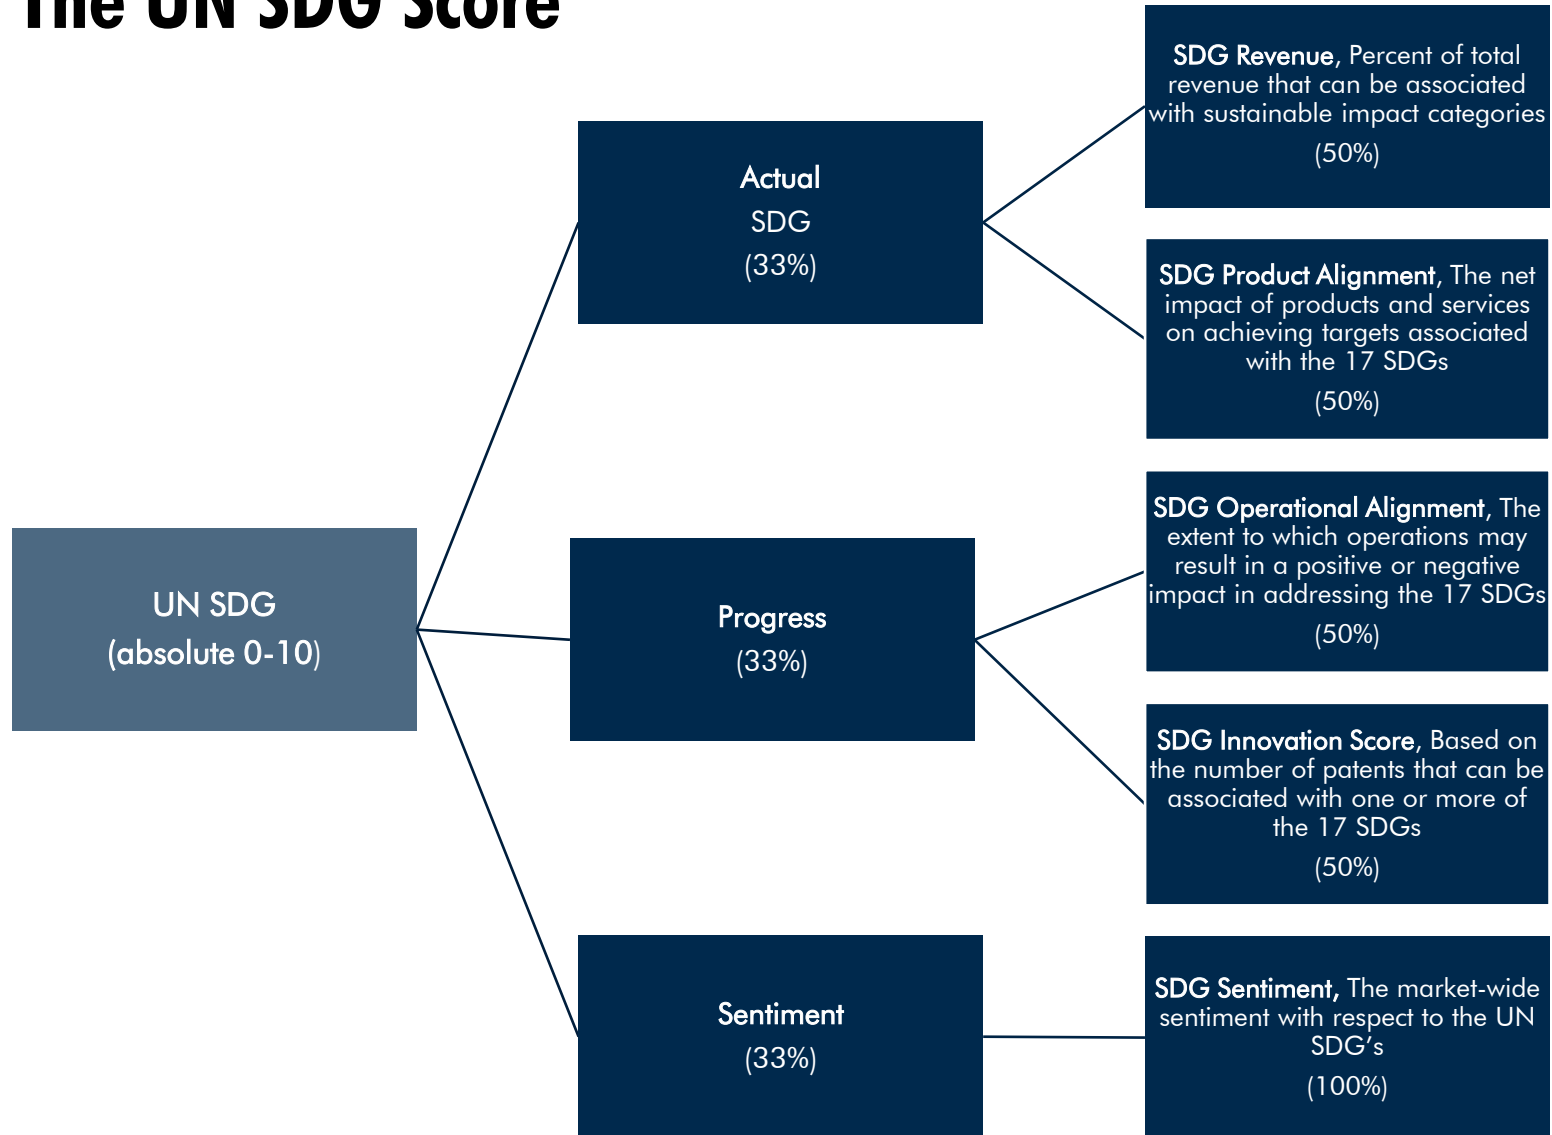 The UN SDG Score
UN SDG
(absolute 0-10)
Actual
SDG
(33%)
Progress
(33%)
Sentiment
(33%)
SDG Revenue, Percent of total
revenue that can be associated
with sustainable impact categories
(50%)
SDG Product Alignment, The net
impact of products and services
on achieving targets associated
with the 17 SDGs
(50%)
SDG Operational Alignment, The
extent to which operations may
result in a positive or negative
impact in addressing the 17 SDGs
(50%)
SDG Innovation Score, Based on
the number of patents that can be
associated with one or more of
the 17 SDGs
(50%)
SDG Sentiment, The market-wide
sentiment with respect to the UN
SDG’s
(100%)